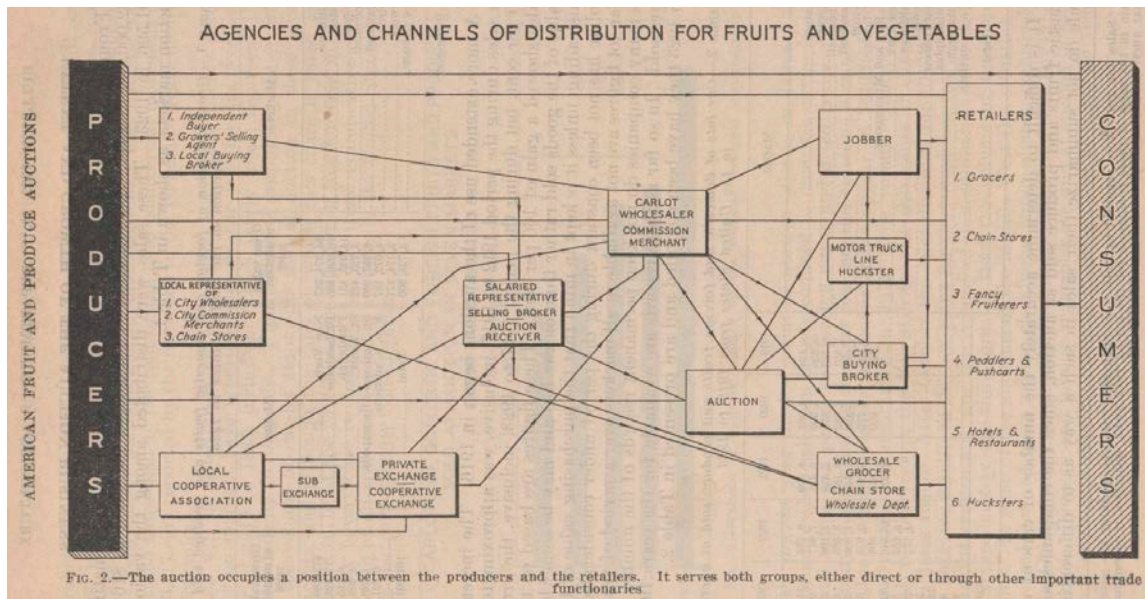 AGENCIES AND CHANNELS OF DISTRIBUTION FOR FRUITS AND VEGETABLES
AMERICAN FRUIT AND PRODUCE AUCTIONS
PRODUCERS
1. Independent
Buyer
2. Growers' Selling
Agent
3. Local Buying
Broker
LOCAL REPRESENTATIVE
OF
1. City Wholesalers
2. City Commission
Merchants
3. Chain Stores
LOCAL
COOPERATIVE
ASSOCIATION
SUB
EXCHANGE
PRIVATE
EXCHANGE
COOPERATIVE
EXCHANGE
SALARIED
REPRESENTATIVE
SELLING BROKER
AUCTION
RECEIVER
CARLOT
WHOLESALER
COMMISSION
MERCHANT
AUCTION
JOBBER
MOTOR TRUCK
LINE
HUCKSTER
CITY
BUYING
BROKER
WHOLESALE
GROCER
CHAIN STORE
Wholesale Dept.
RETAILERS
1. Grocers
2 Chain Stores
3 Fancy
Fruiterers
4. Peddlers &
Pushcarts
5 Hotels &
Restaurants
6. Hucksters
CONSUMERS
FIG. 2.—The auction occupies a position between the producers and the retailers. It serves both groups, either direct or through other important trade
functionaries